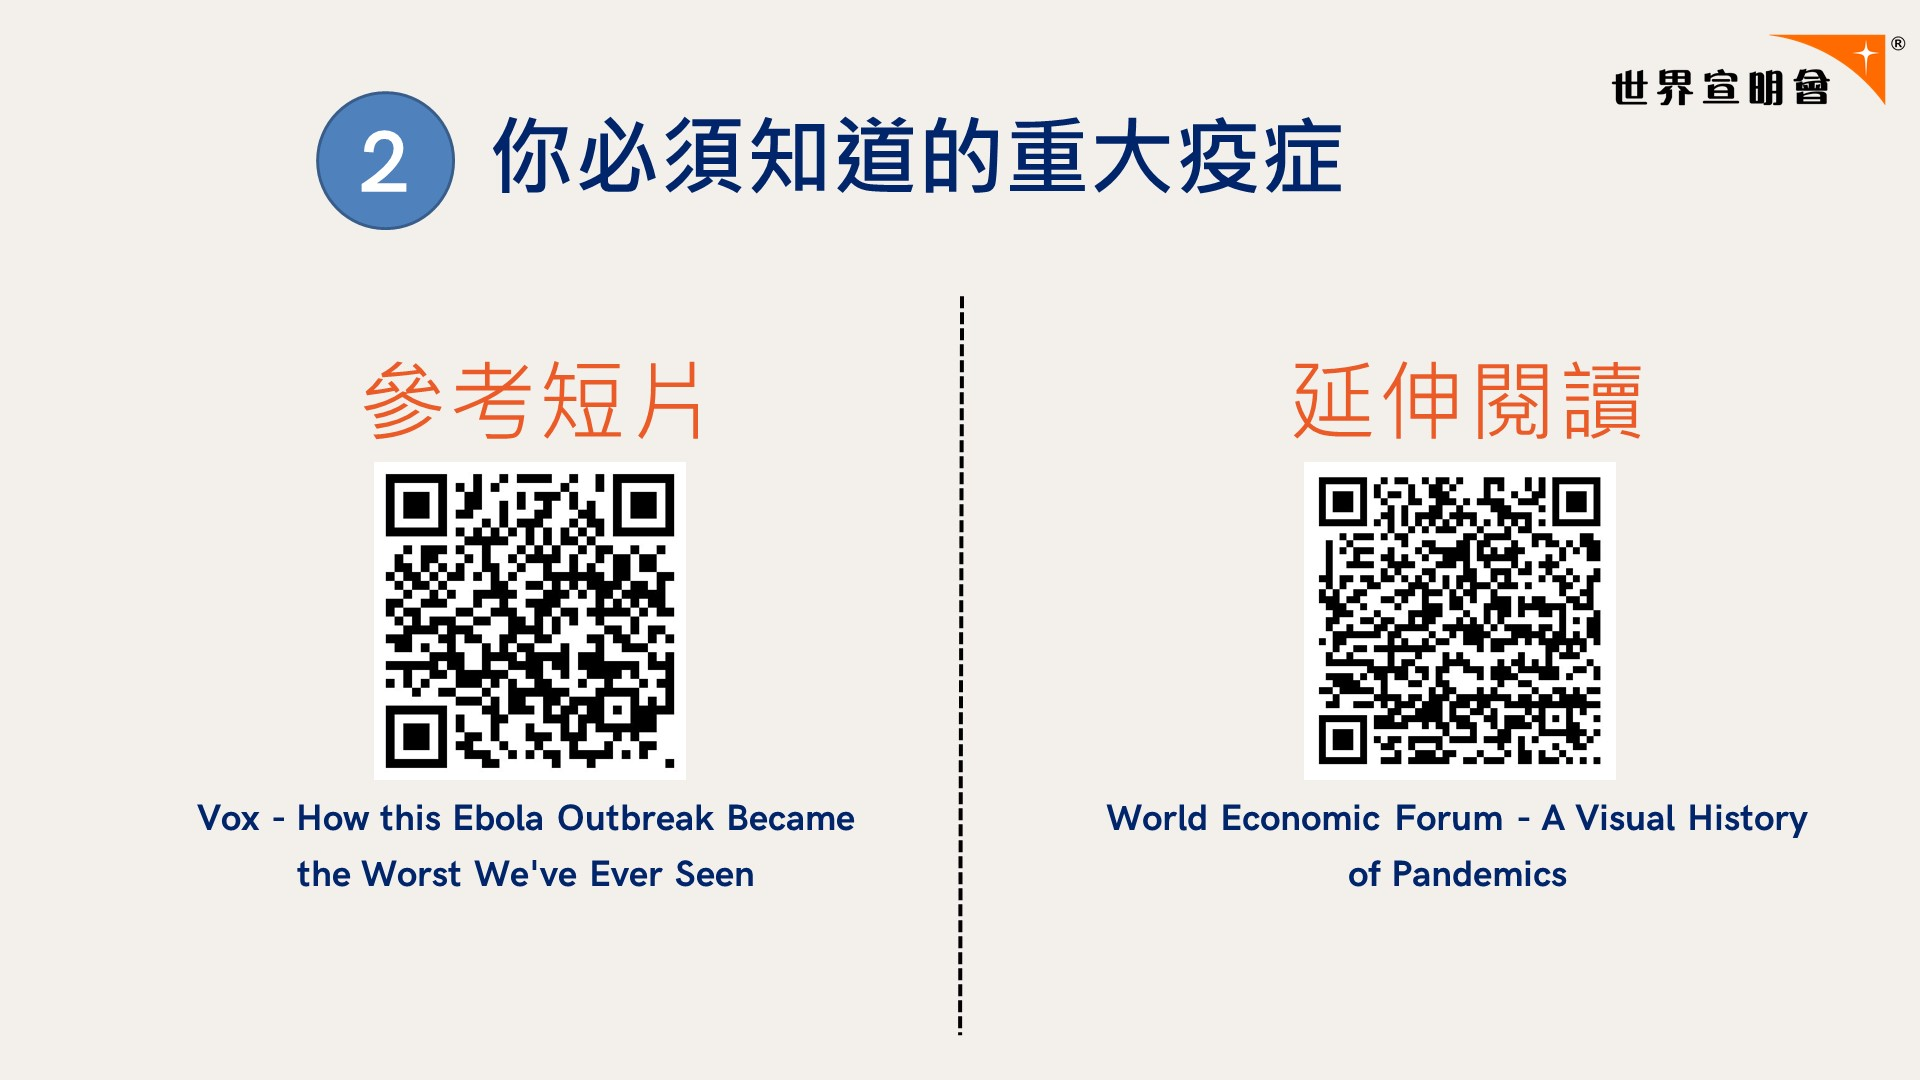 世界宣明會®
2 你必須知道的重大疫症
參考短片
Vox - How this Ebola Outbreak Became
the Worst We've Ever Seen
延伸閱讀
World Economic Forum - A Visual History
of Pandemics